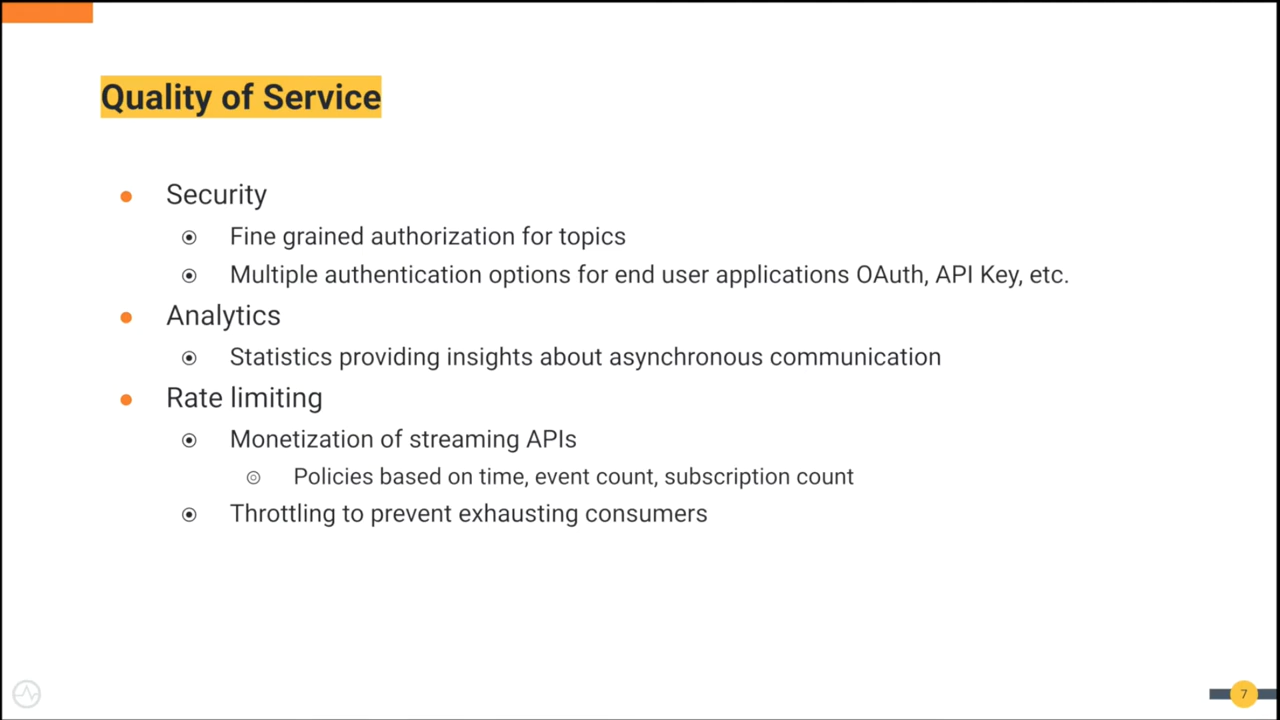 Quality of Service
Security
Fine grained authorization for topics
Multiple authentication options for end user applications OAuth, API Key, etc.
Analytics
Statistics providing insights about asynchronous communication
Rate limiting
Monetization of streaming APIs
Policies based on time, event count, subscription count
Throttling to prevent exhausting consumers
7